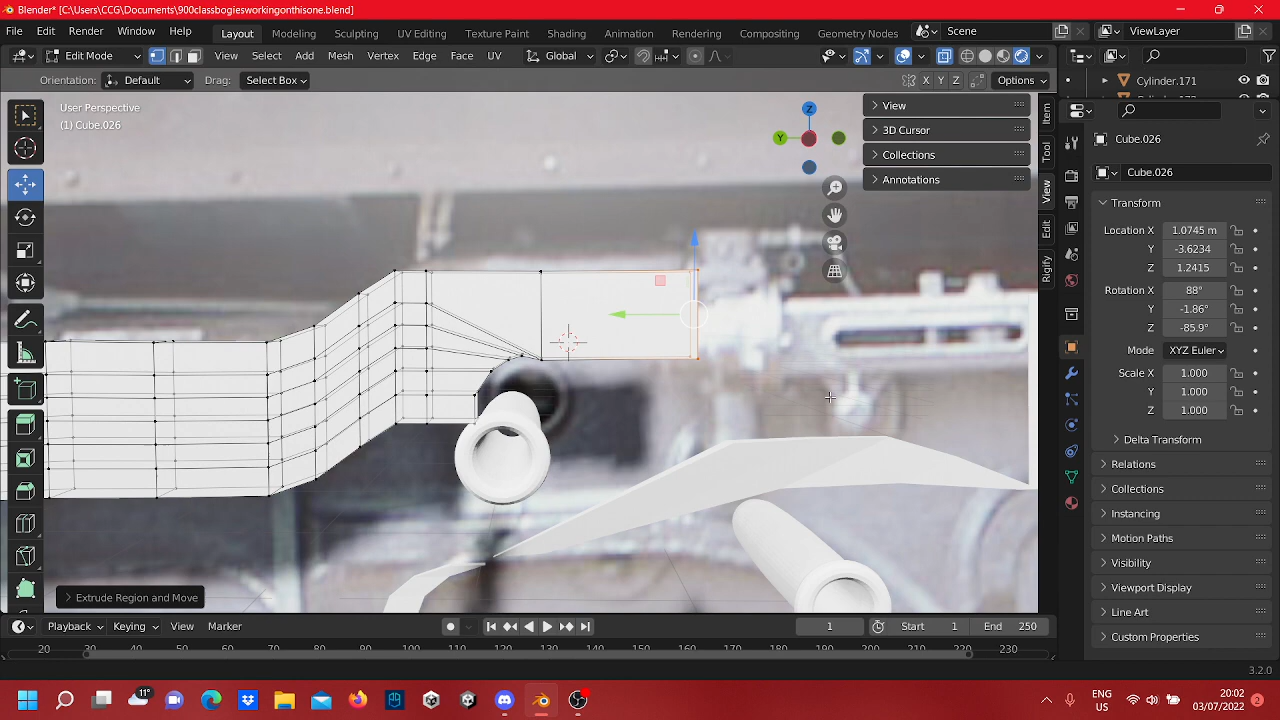 Blender* [C:\Users\CCG\Documents\900classbogiesworkingonthisone.blend]
File Edit Render Window Help Layout Modeling Sculpting UV Editing Texture Paint Shading Animation Rendering Compositing Geometry Nodes Scene ViewLayer
Edit Mode View Select Add Mesh Vertex Edge Face UV Global
Orientation: Default Drag: Select Box X Y Z Options
Cylinder.171
User Perspective
(1) Cube.026
Z
Y
View
3D Cursor
Collections
Annotations
Item
Tool
View
Edit
Rigify
Cube.026
Cube.026
Transform
Location X 1.0745 m
Y -3.6234
Z 1.2415
Rotation X 88°
Y -1.86°
Z -85.9°
Mode XYZ Euler
Scale X 1.000
Y 1.000
Z 1.000
Delta Transform
Relations
Collections
Instancing
Motion Paths
Visibility
Viewport Display
Line Art
Custom Properties
Extrude Region and Move
Playback Keying View Marker 1 Start 1 End 250
20 30 40 50 60 70 80 90 100 110 120 130 140 150 160 170 180 190 200 210 220 230
3.2.0
11°
ENG
US
20:02
03/07/2022
2